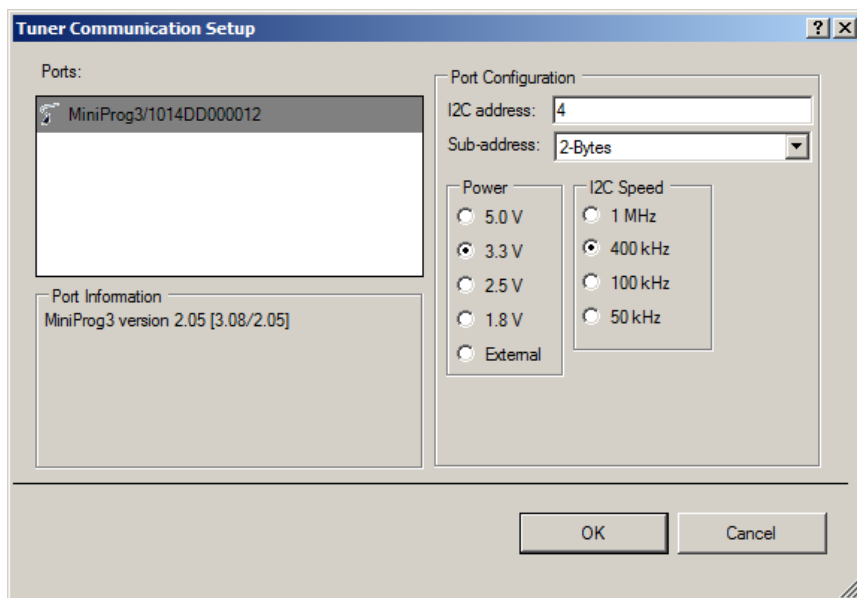 Tuner Communication Setup
Ports:
MiniProg3/1014DD000012
Port Information
MiniProg3 version 2.05 [3.08/2.05]
Port Configuration
I2C address: 4
Sub-address: 2-Bytes
Power
5.0 V
3.3 V
2.5 V
1.8 V
External
I2C Speed
1 MHz
400 kHz
100 kHz
50 kHz
OK
Cancel